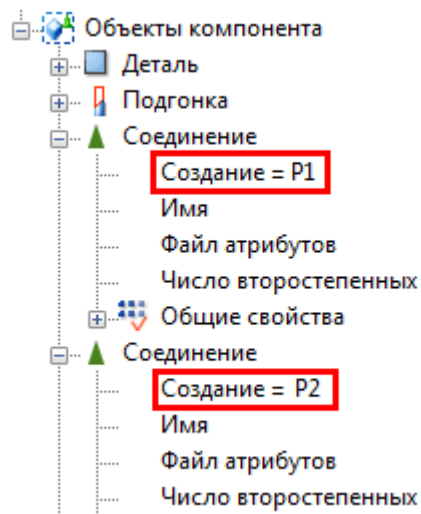 Объекты компонента
Деталь
Подгонка
Соединение
Создание = P1
Имя
Файл атрибутов
Число второстепенных
Общие свойства
Соединение
Создание = P2
Имя
Файл атрибутов
Число второстепенных